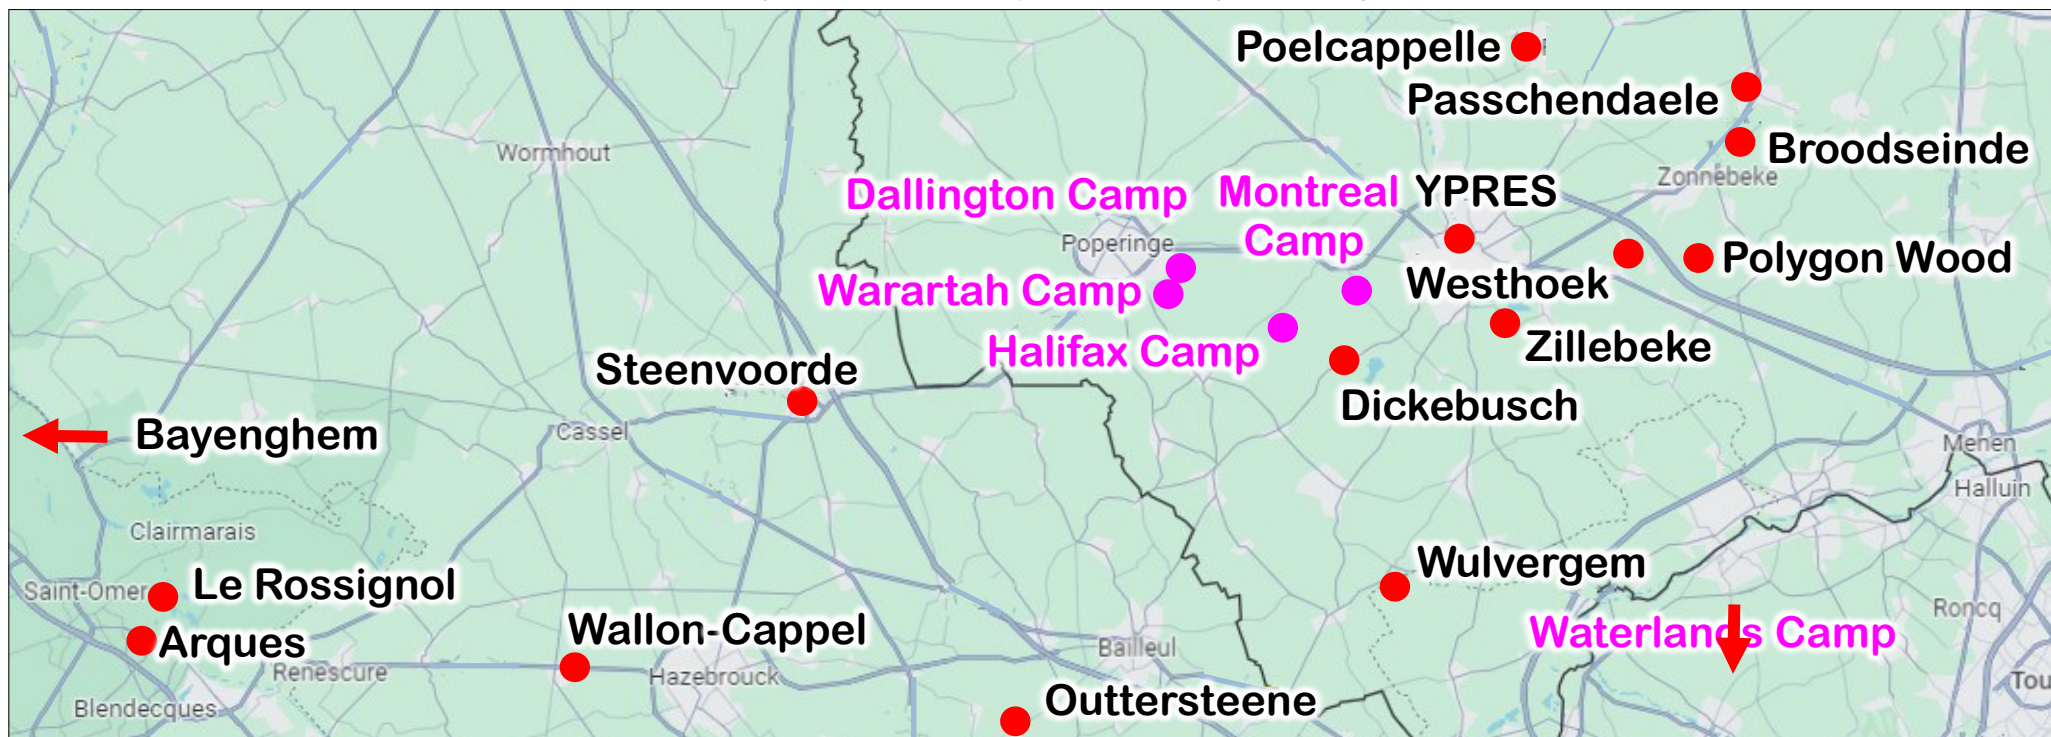 Poelcappelle
Passchendaele
Broodseinde
Wormhout
Zonnebeke
Dallington Camp
Montreal
Camp
YPRES
Poperinge
Polygon Wood
Warartah Camp
Westhoek
Halifax Camp
Zillebeke
Steenvoorde
Dickebusch
Bayenghem
Cassel
Menen
Halluin
Clairmarais
Wulvergem
Saint-Omer
Le Rossignol
Roncq
Wallon-Cappel
Waterlands Camp
Arques
Bailleul
Renescure
Hazebrouck
Tou
Blendecques
Outtersteene